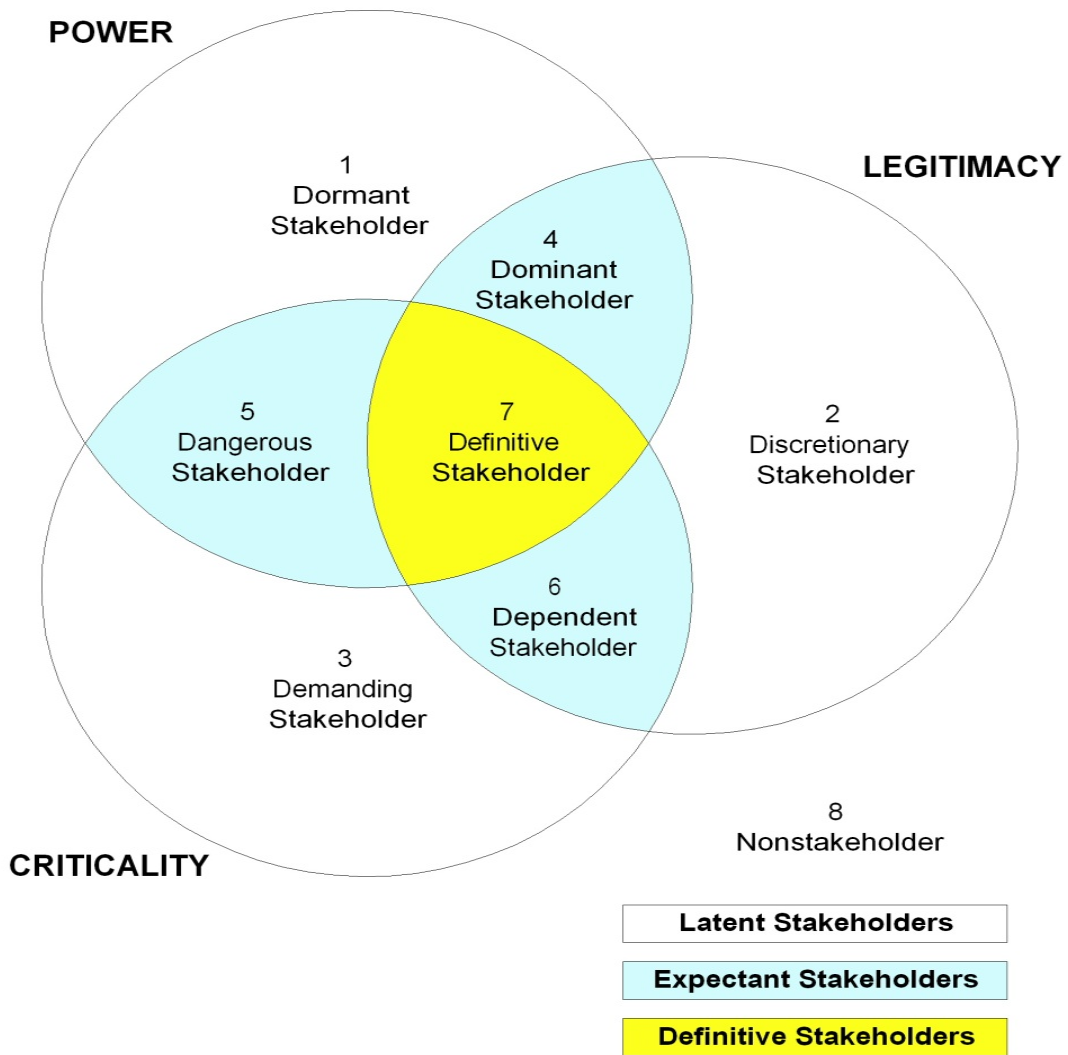 POWER
1
Dormant
Stakeholder
LEGITIMACY
4
Dominant
Stakeholder
5
Dangerous
Stakeholder
7
Definitive
Stakeholder
2
Discretionary
Stakeholder
6
Dependent
Stakeholder
3
Demanding
Stakeholder
8
Nonstakeholder
CRITICALITY
Latent Stakeholders
Expectant Stakeholders
Definitive Stakeholders